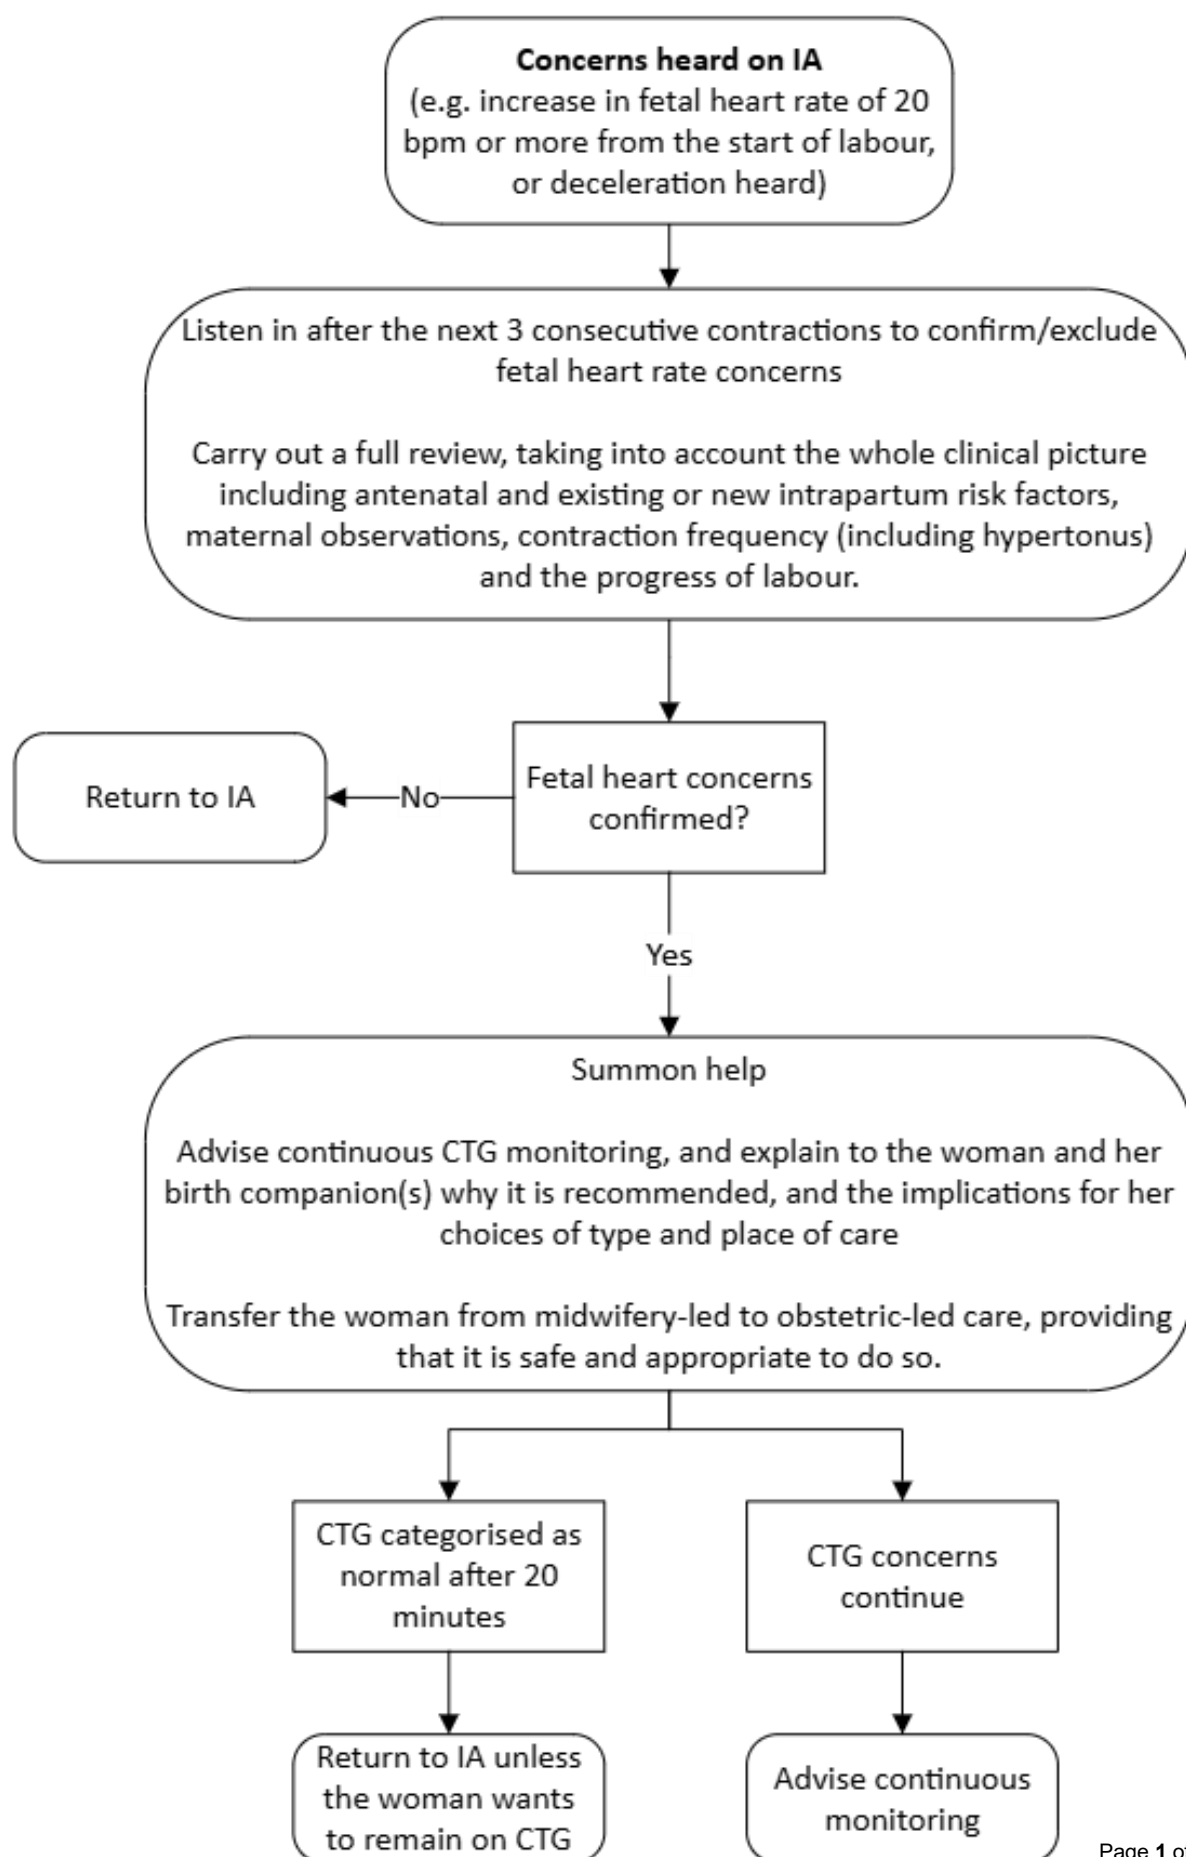 Concerns heard on IA
(e.g. increase in fetal heart rate of 20
bpm or more from the start of labour,
or deceleration heard)
Listen in after the next 3 consecutive contractions to confirm/exclude
fetal heart rate concerns
Carry out a full review, taking into account the whole clinical picture
including antenatal and existing or new intrapartum risk factors,
maternal observations, contraction frequency (including hypertonus)
and the progress of labour.
Fetal heart concerns
confirmed?
No
Return to IA
Yes
Summon help
Advise continuous CTG monitoring, and explain to the woman and her
birth companion(s) why it is recommended, and the implications for her
choices of type and place of care
Transfer the woman from midwifery-led to obstetric-led care, providing
that it is safe and appropriate to do so.
CTG categorised as
normal after 20
minutes
CTG concerns
continue
Return to IA unless
the woman wants
to remain on CTG
Advise continuous
monitoring
Page 1 of